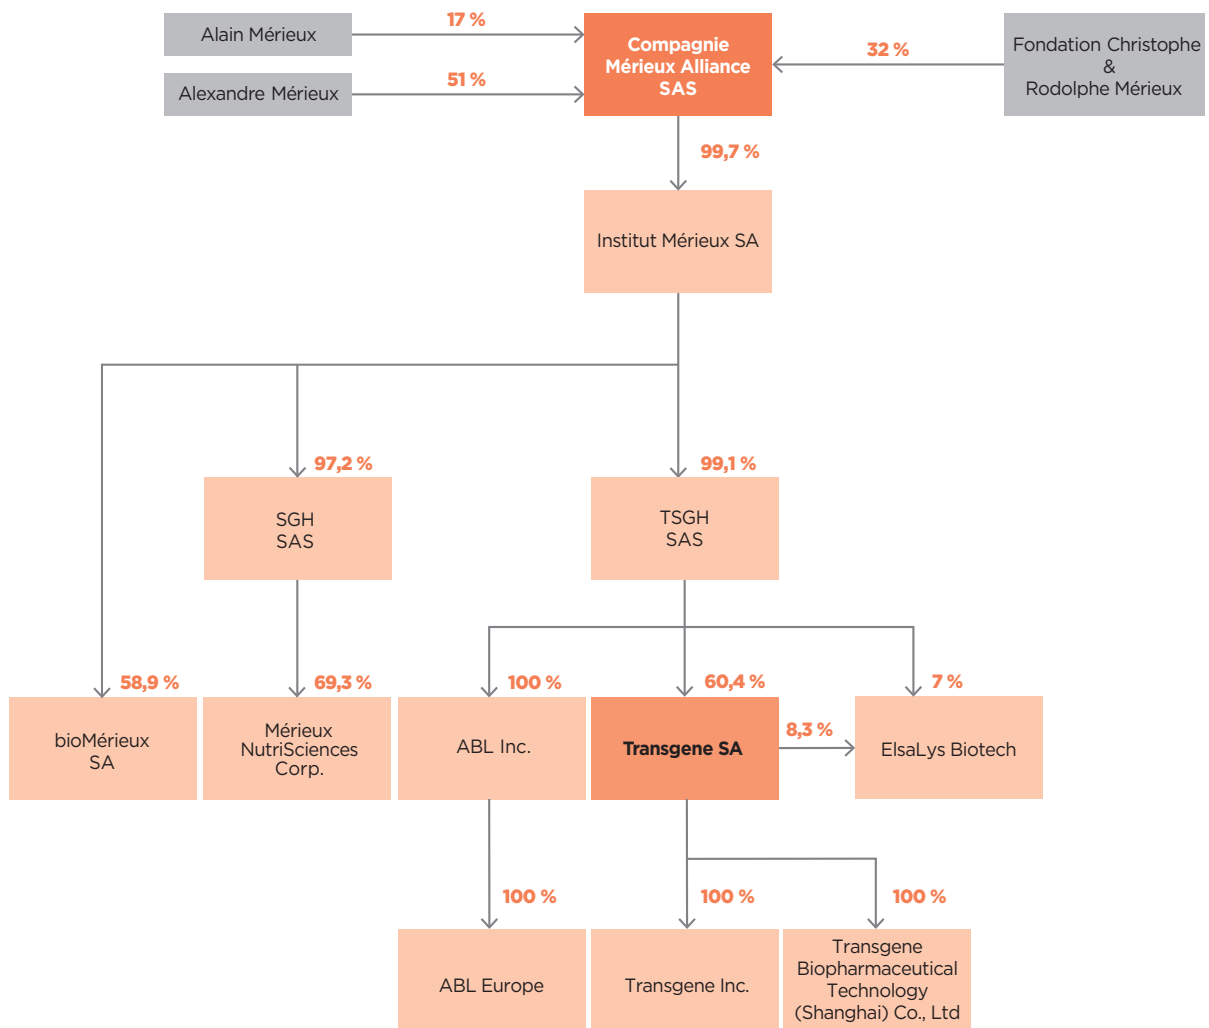 Alain Mérieux
17 %
Compagnie
Mérieux Alliance
SAS
32 %
Fondation Christophe
&
Rodolphe Mérieux
Alexandre Mérieux
51 %
99,7 %
Institut Mérieux SA
97,2 %
99,1 %
SGH
SAS
TSGH
SAS
58,9 %
69,3 %
100 %
60,4 %
7 %
bioMérieux
SA
Mérieux
NutriSciences
Corp.
ABL Inc.
Transgene SA
8,3 %
ElsaLys Biotech
100 %
100 %
100 %
ABL Europe
Transgene Inc.
Transgene
Biopharmaceutical
Technology
(Shanghai) Co., Ltd